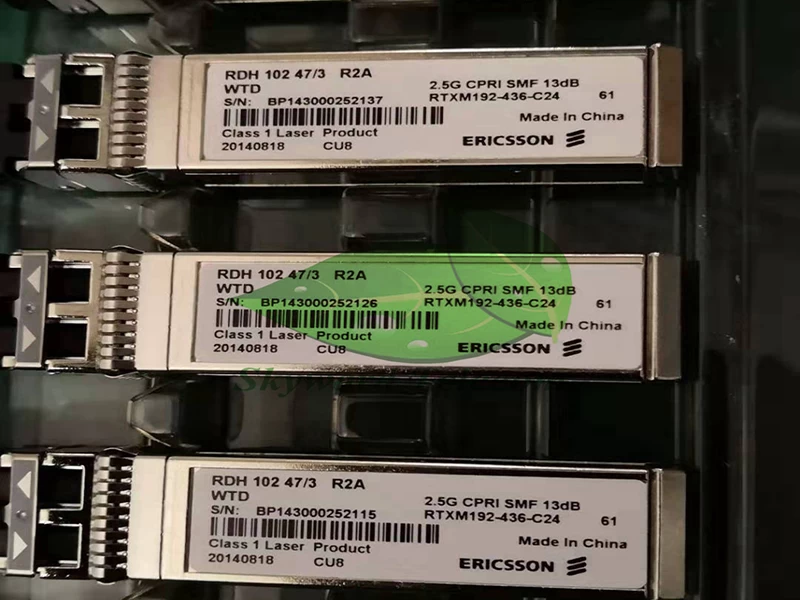 RDH 102 47/3 R2A
WTD 2.5G CPRI SMF 13dB
S/N: BP143000252137 RTXM192-436-C24 61
Made In China
Class 1 Laser Product
20140818 CU8 ERICSSON
RDH 102 47/3 R2A
WTD 2.5G CPRI SMF 13dB
S/N: BP143000252126 RTXM192-436-C24 61
Made In China
Class 1 Laser Product
20140818 CU8 ERICSSON
RDH 102 47/3 R2A
WTD 2.5G CPRI SMF 13dB
S/N: BP143000252115 RTXM192-436-C24 61
Made In China
Class 1 Laser Product
20140818 CU8 ERICSSON